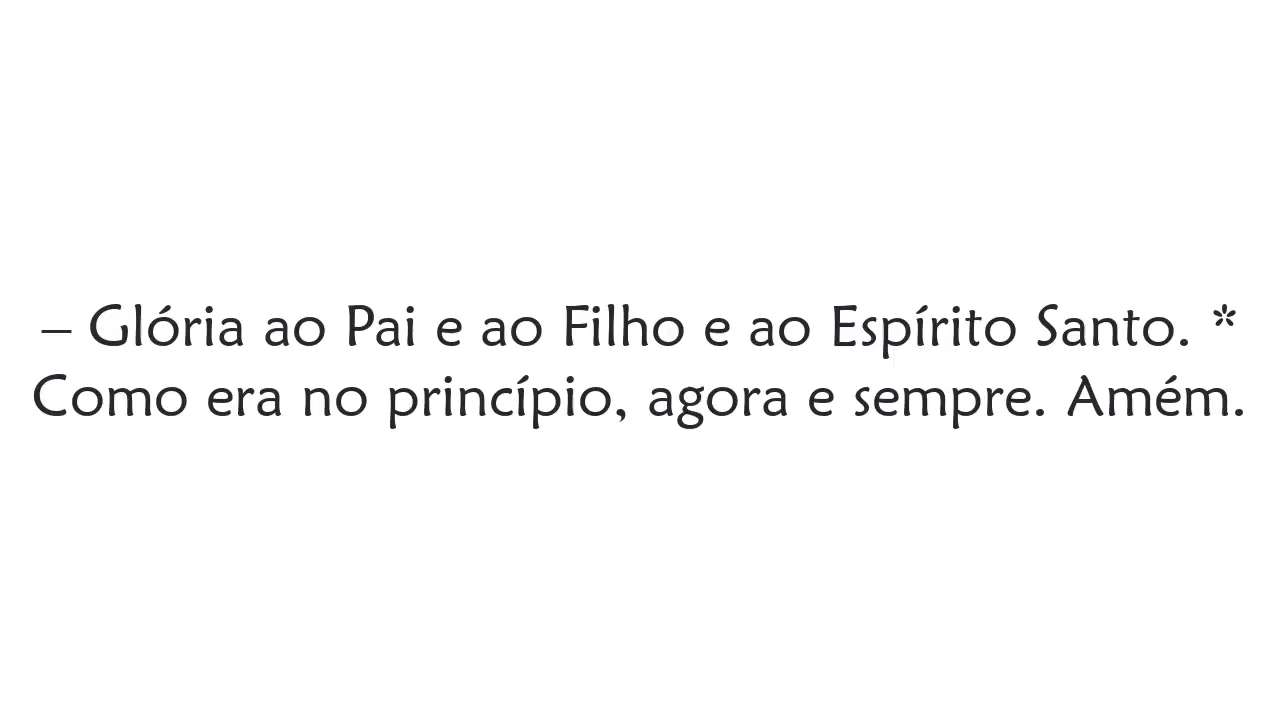 – Glória ao Pai e ao Filho e ao Espírito Santo. *
Como era no princípio, agora e sempre. Amém.